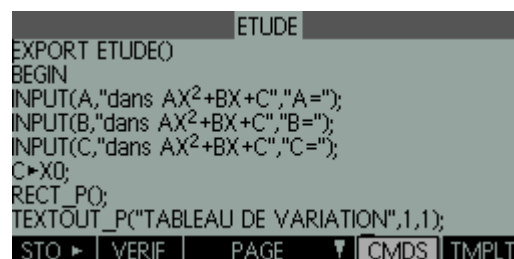 ETUDE
EXPORT ETUDE()
BEGIN
INPUT(A,"dans AX²+BX+C","A=");
INPUT(B,"dans AX²+BX+C","B=");
INPUT(C,"dans AX²+BX+C","C=");
C►X0;
RECT_P();
TEXTOUT_P("TABLEAU DE VARIATION",1,1);
STO ► VERIF PAGE ▼ CMDS TMPLT